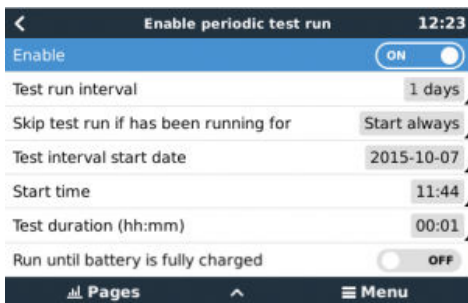 Enable periodic test run 12:23
Enable ON
Test run interval 1 days
Skip test run if has been running for Start always
Test interval start date 2015-10-07
Start time 11:44
Test duration (hh:mm) 00:01
Run until battery is fully charged OFF
Pages Menu